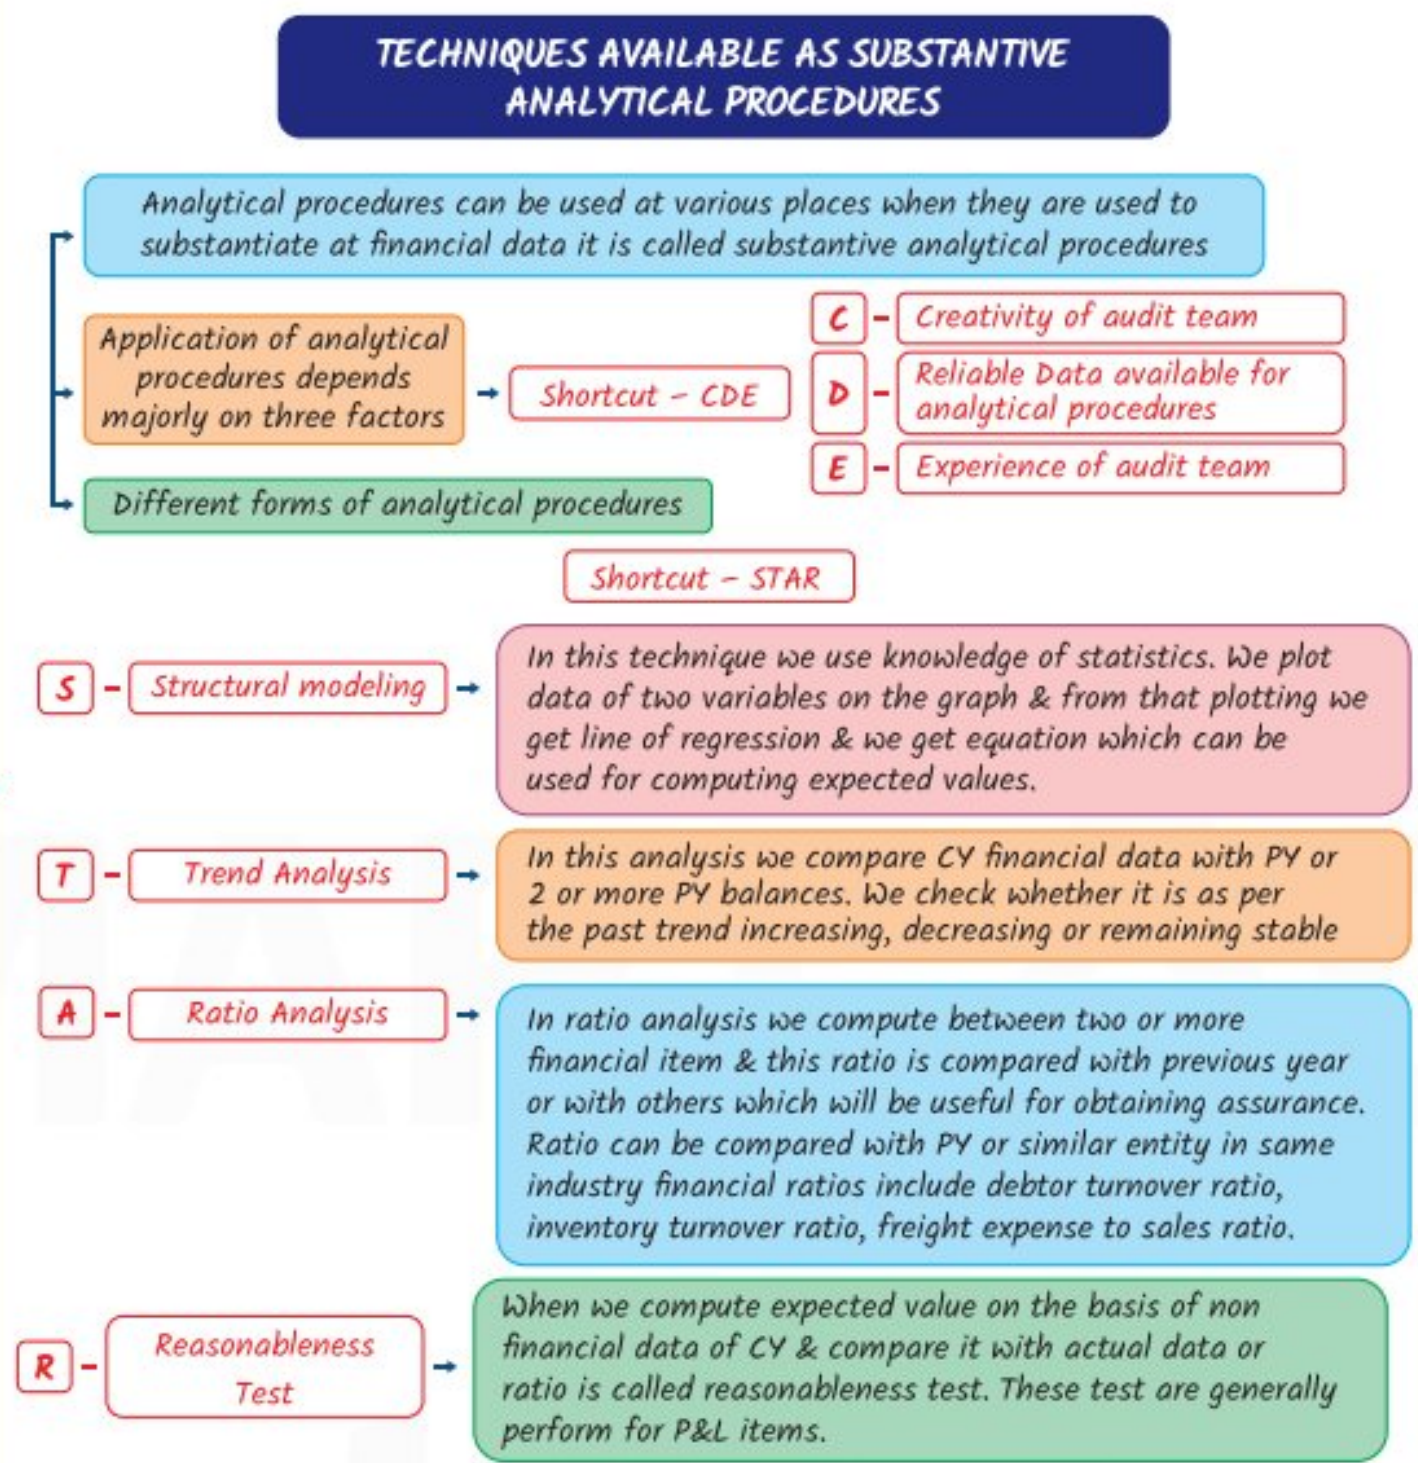 TECHNIQUES AVAILABLE AS SUBSTANTIVE
ANALYTICAL PROCEDURES
Analytical procedures can be used at various places when they are used to
substantiate at financial data it is called substantive analytical procedures
Application of analytical
procedures depends
majorly on three factors
Shortcut - CDE
C - Creativity of audit team
D - Reliable Data available for
analytical procedures
E - Experience of audit team
Different forms of analytical procedures
Shortcut - STAR
S - Structural modeling
In this technique we use knowledge of statistics. We plot
data of two variables on the graph & from that plotting we
get line of regression & we get equation which can be
used for computing expected values.
T - Trend Analysis
In this analysis we compare CY financial data with PY or
2 or more PY balances. We check whether it is as per
the past trend increasing, decreasing or remaining stable
A - Ratio Analysis
In ratio analysis we compute between two or more
financial item & this ratio is compared with previous year
or with others which will be useful for obtaining assurance.
Ratio can be compared with PY or similar entity in same
industry financial ratios include debtor turnover ratio,
inventory turnover ratio, freight expense to sales ratio.
R - Reasonableness
Test
When we compute expected value on the basis of non
financial data of CY & compare it with actual data or
ratio is called reasonableness test. These test are generally
perform for P&L items.